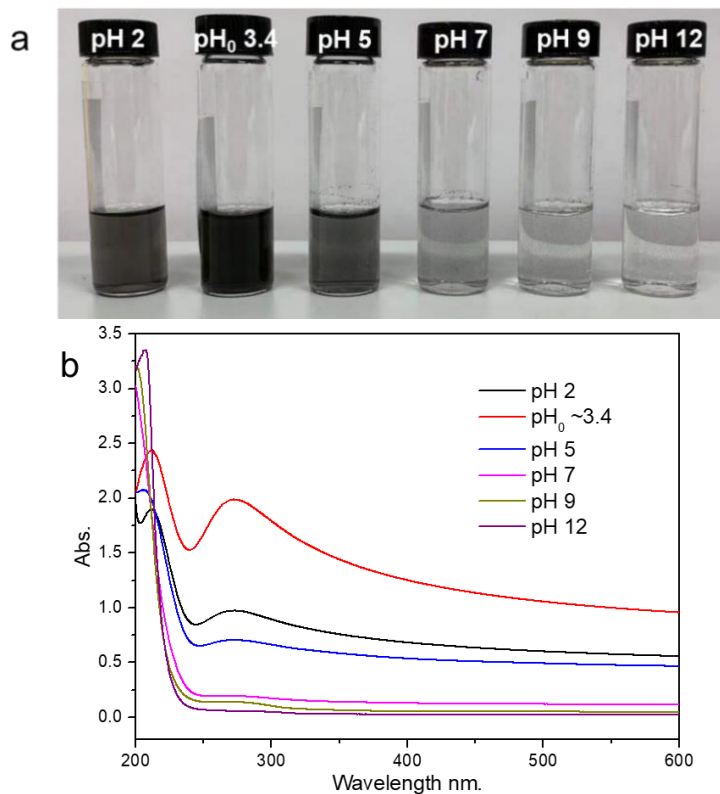 a
pH 2 pH₀ 3.4 pH 5 pH 7 pH 9 pH 12
b
3.5
3.0
2.5
2.0
1.5
1.0
0.5
0.0
Abs.
pH 2
pH₀ ~3.4
pH 5
pH 7
pH 9
pH 12
200 300 400 500 600
Wavelength nm.